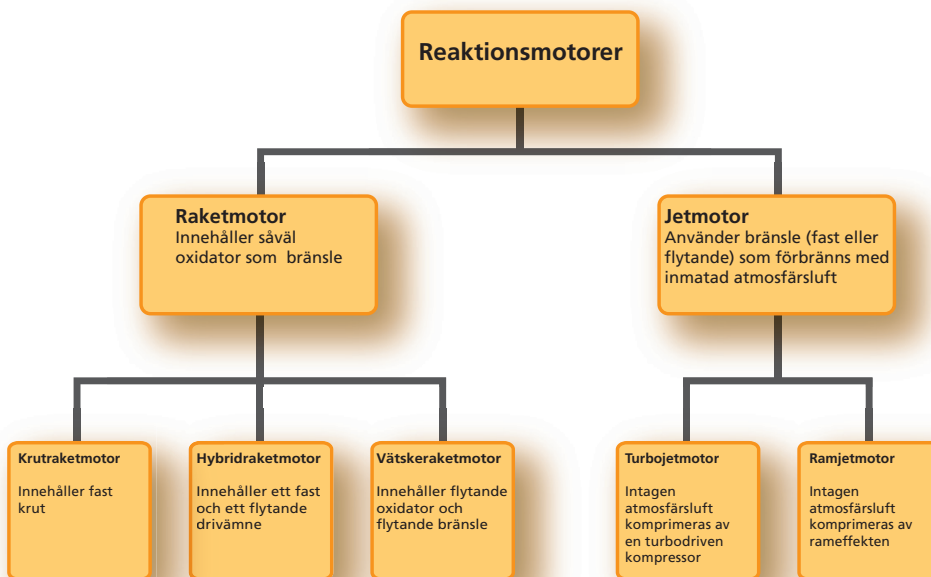 Reaktionsmotorer
Raketmotor
Innehåller såväl
oxidator som bränsle
Jetmotor
Använder bränsle (fast eller
flytande) som förbränns med
inmatad atmosfärsluft
Krutraketmotor
Innehåller fast
krut
Hybridraketmotor
Innehåller ett fast
och ett flytande
drivämne
Vätskeraketmotor
Innehåller flytande
oxidator och
flytande bränsle
Turbojetmotor
Intagen
atmosfärsluft
komprimeras av
en turbodriven
kompressor
Ramjetmotor
Intagen
atmosfärsluft
komprimeras av
rameffekten